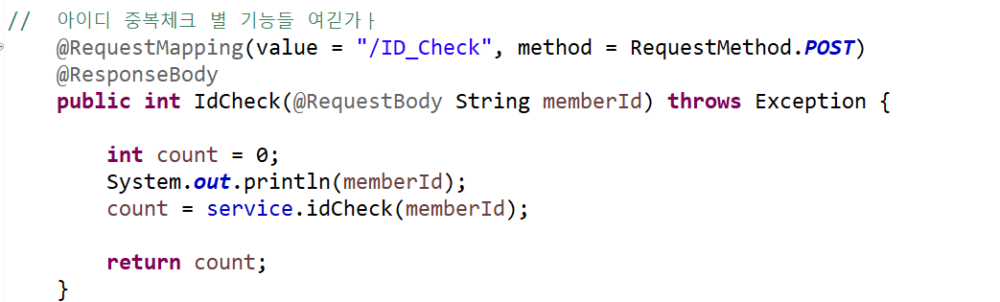 // 아이디 중복체크 별 기능들 여긴가ㅏ
@RequestMapping(value = "/ID_Check", method = RequestMethod.POST)
@ResponseBody
public int IdCheck(@RequestBody String memberId) throws Exception {
int count = 0;
System.out.println(memberId);
count = service.idCheck(memberId);
return count;
}